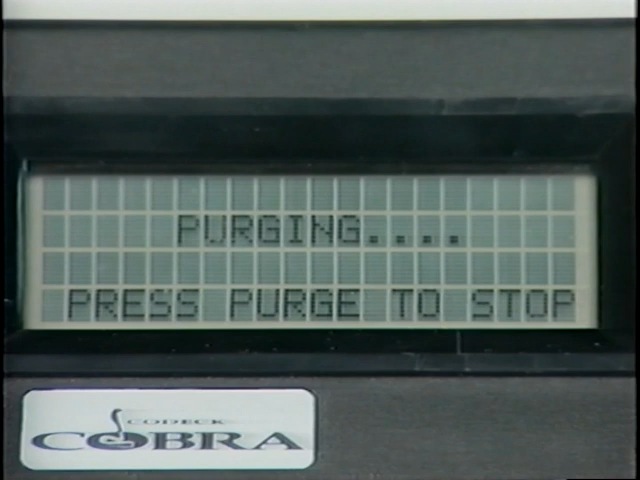 PURGING....
PRESS PURGE TO STOP
CODECK
COBRA